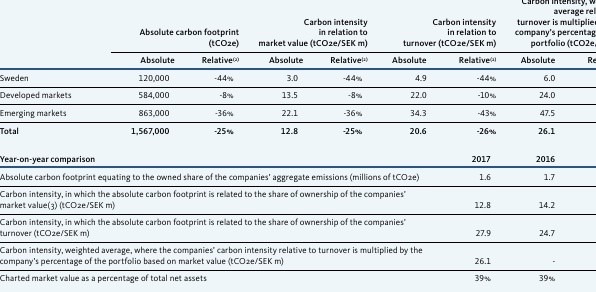 Carbon intensity, w
average rel
Carbon intensity Carbon intensity turnover is multiplie
Absolute carbon footprint in relation to in relation to company's percentag
(tCO2e) market value (tCO2e/SEK m) turnover (tCO2e/SEK m) portfolio (tCO2e/
Absolute Relative(2) Absolute Relative(2) Absolute Relative(2) Absolute Re
Sweden 120,000 -44% 3.0 -44% 4.9 -44% 6.0
Developed markets 584,000 -8% 13.5 -8% 22.0 -10% 24.0
Emerging markets 863,000 -36% 22.1 -36% 34.3 -43% 47.5
Total 1,567,000 -25% 12.8 -25% 20.6 -26% 26.1
Year-on-year comparison 2017 2016
Absolute carbon footprint equating to the owned share of the companies' aggregate emissions (millions of tCO2e) 1.6 1.7
Carbon intensity, in which the absolute carbon footprint is related to the share of ownership of the companies'
market value(3) (tCO2e/SEK m) 12.8 14.2
Carbon intensity, in which the absolute carbon footprint is related to the share of ownership of the companies'
turnover (tCO2e/SEK m) 27.9 24.7
Carbon intensity, weighted average, where the companies' carbon intensity relative to turnover is multiplied by the
company's percentage of the portfolio based on market value (tCO2e/SEK m) 26.1 -
Charted market value as a percentage of total net assets 39% 39%